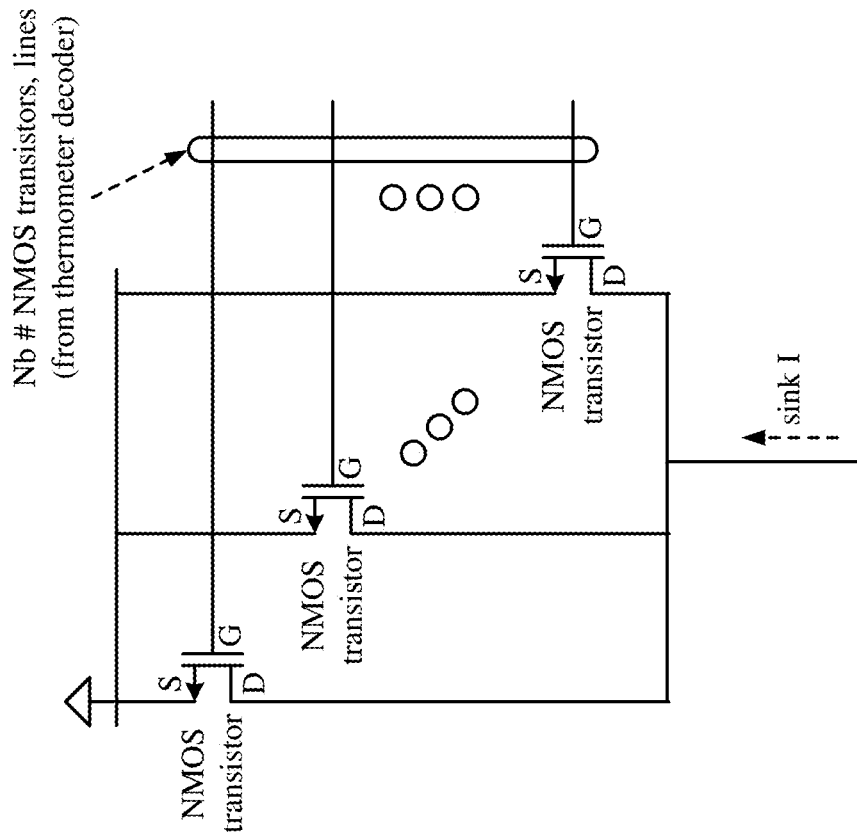 Nb # NMOS transistors, lines
(from thermometer decoder)
S
G
D
NMOS
transistor
S
G
D
NMOS
transistor
S
G
D
NMOS
transistor
sink I